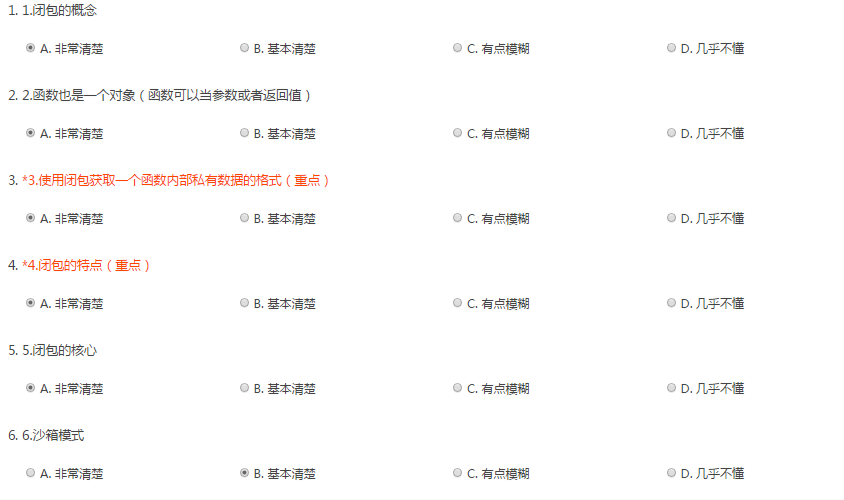 1. 1.闭包的概念
A. 非常清楚 B. 基本清楚 C. 有点模糊 D. 几乎不懂
2. 2.函数也是一个对象（函数可以当参数或者返回值）
A. 非常清楚 B. 基本清楚 C. 有点模糊 D. 几乎不懂
3. *3.使用闭包获取一个函数内部私有数据的格式（重点）
A. 非常清楚 B. 基本清楚 C. 有点模糊 D. 几乎不懂
4. *4.闭包的特点（重点）
A. 非常清楚 B. 基本清楚 C. 有点模糊 D. 几乎不懂
5. 5.闭包的核心
A. 非常清楚 B. 基本清楚 C. 有点模糊 D. 几乎不懂
6. 6.沙箱模式
A. 非常清楚 B. 基本清楚 C. 有点模糊 D. 几乎不懂